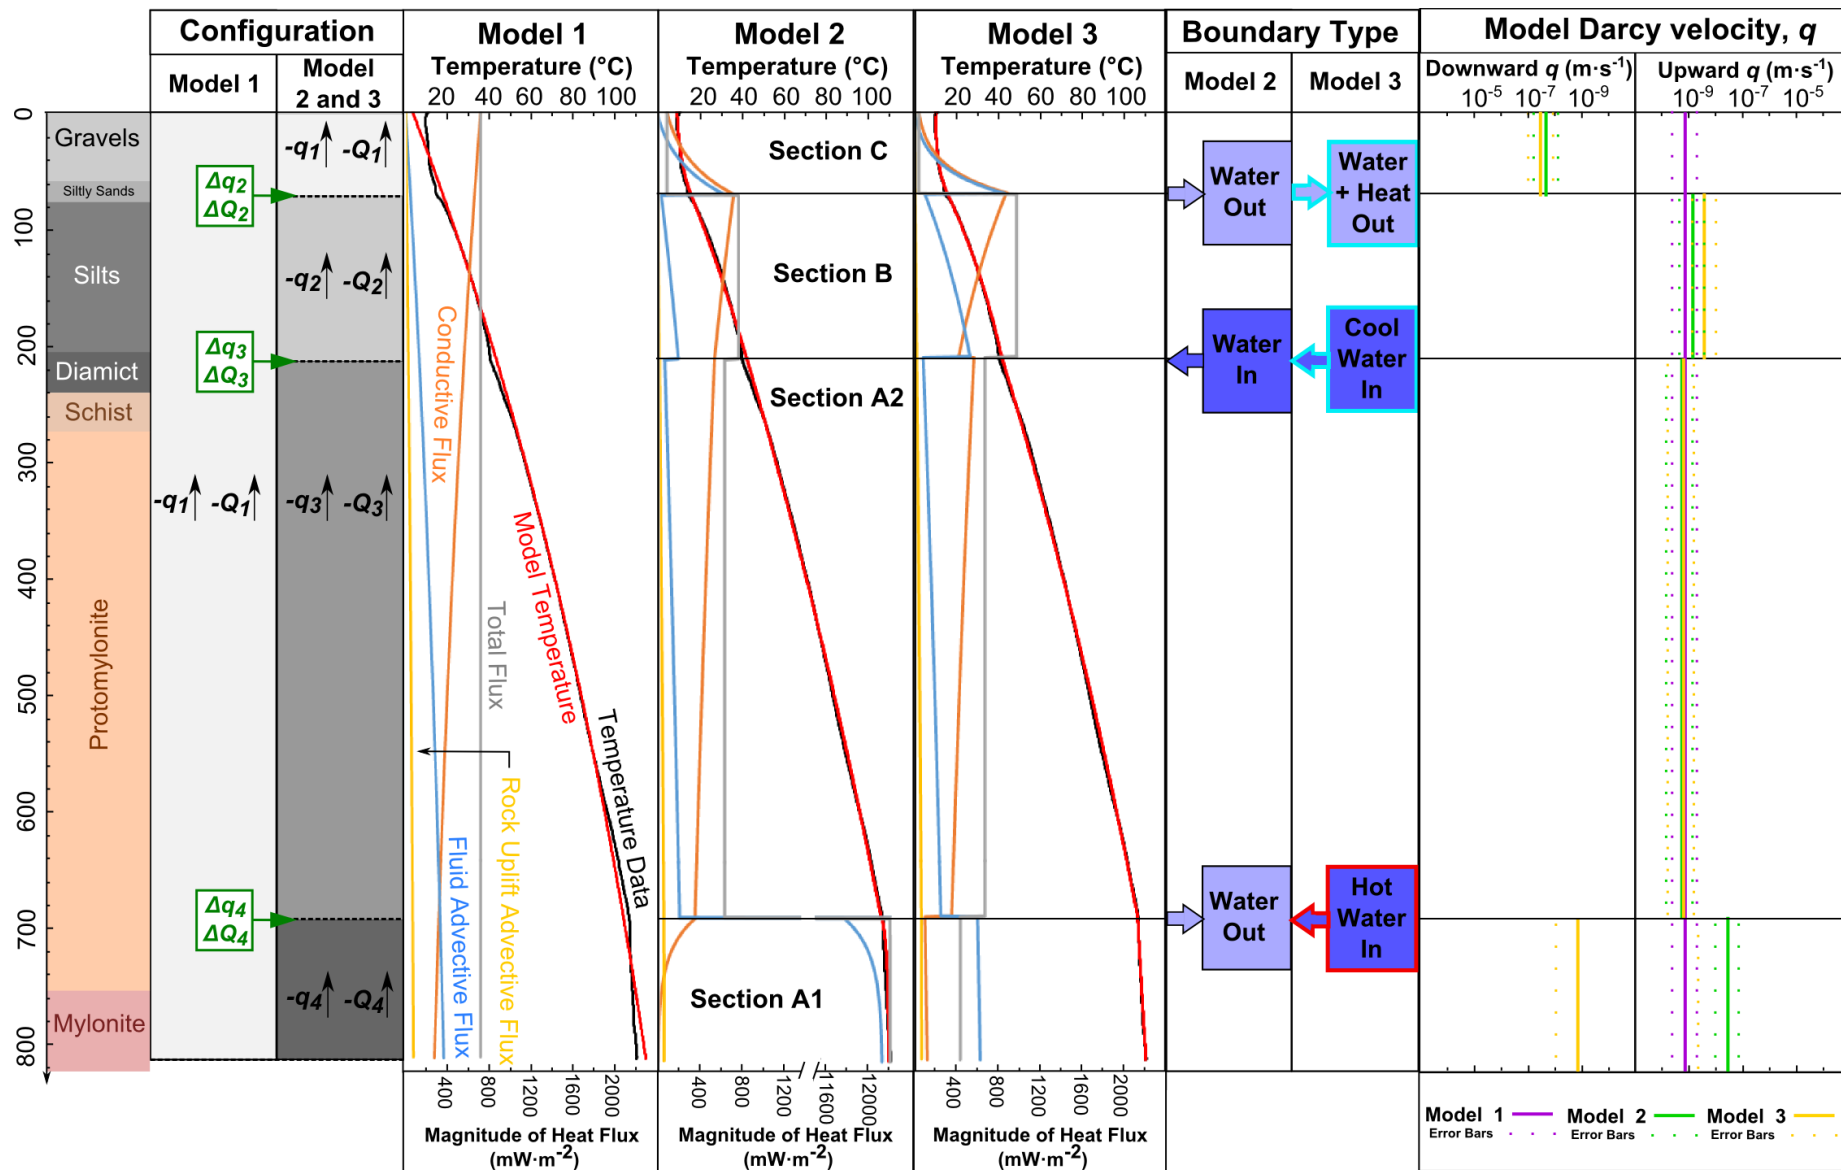 Configuration
Model 1
Model
2 and 3
Model 1
Temperature (°C)
20 40 60 80 100
Model 2
Temperature (°C)
20 40 60 80 100
Model 3
Temperature (°C)
20 40 60 80 100
Boundary Type
Model 2
Model 3
Model Darcy velocity, q
Downward q (m·s-1)
10-5 10-7 10-9
Upward q (m·s-1)
10-9 10-7 10-5
0
100
200
300
400
500
600
700
800
Gravels
Siltly Sands
Silts
Diamict
Schist
Protomylonite
Mylonite
Δq2
ΔQ2
Δq3
ΔQ3
Δq4
ΔQ4
-q1 -Q1
-q1 -Q1
-q2 -Q2
-q3 -Q3
-q4 -Q4
Conductive Flux
Model Temperature
Total Flux
Temperature Data
Rock Uplift Advective Flux
Fluid Advective Flux
Section C
Section B
Section A2
Section A1
Water
Out
Water
+ Heat
Out
Water
In
Cool
Water
In
Water
Out
Hot
Water
In
400 800 1200 1600 2000
Magnitude of Heat Flux
(mW·m-2)
400 800 1200 11600 12000
Magnitude of Heat Flux
(mW·m-2)
400 800 1200 1600 2000
Magnitude of Heat Flux
(mW·m-2)
Model 1 Model 2 Model 3
Error Bars Error Bars Error Bars